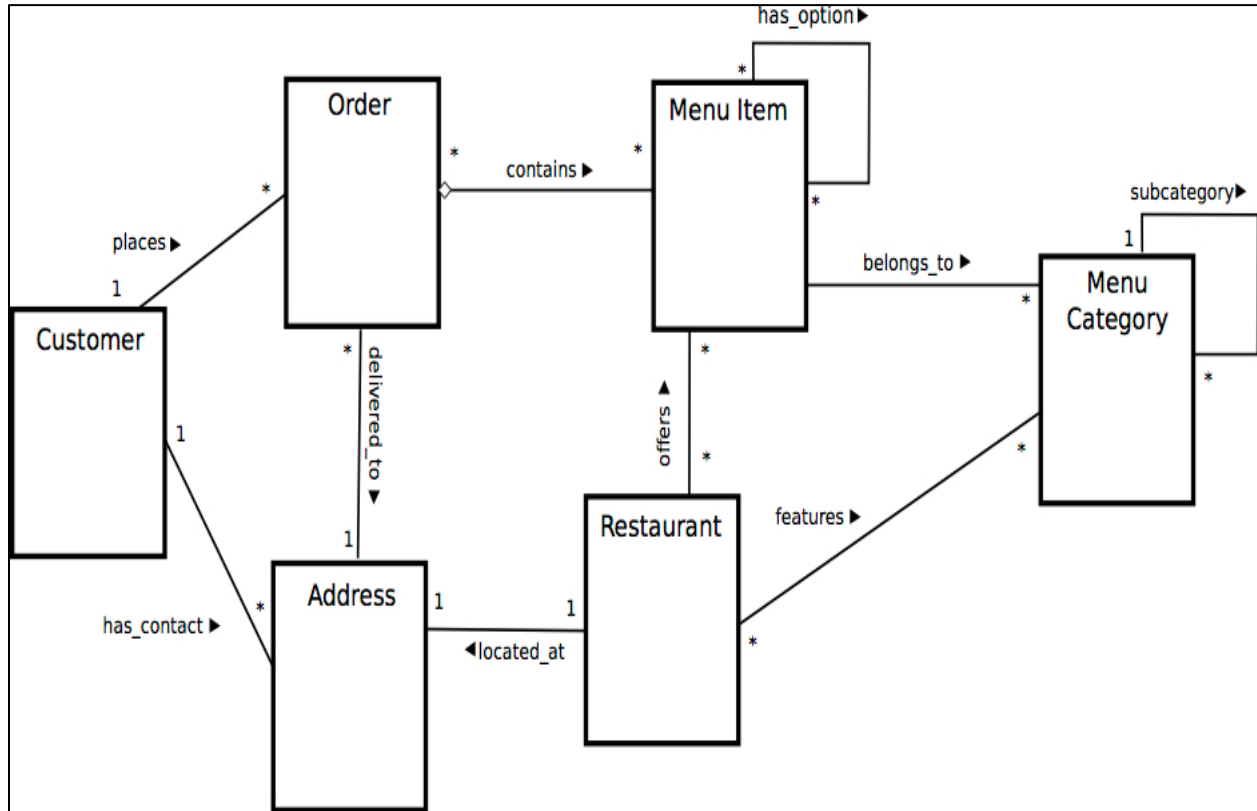 has_option ▶
*
Order
Menu Item
*
*
contains ▶
subcategory ▶
*
*
places ▶
1
belongs_to ▶
Menu
Category
1
*
Customer
*
delivered_to ▶
*
*
1
offers ▶
*
*
features ▶
Restaurant
*
1
Address
1
1
*
has_contact ▶
◀ located_at
*